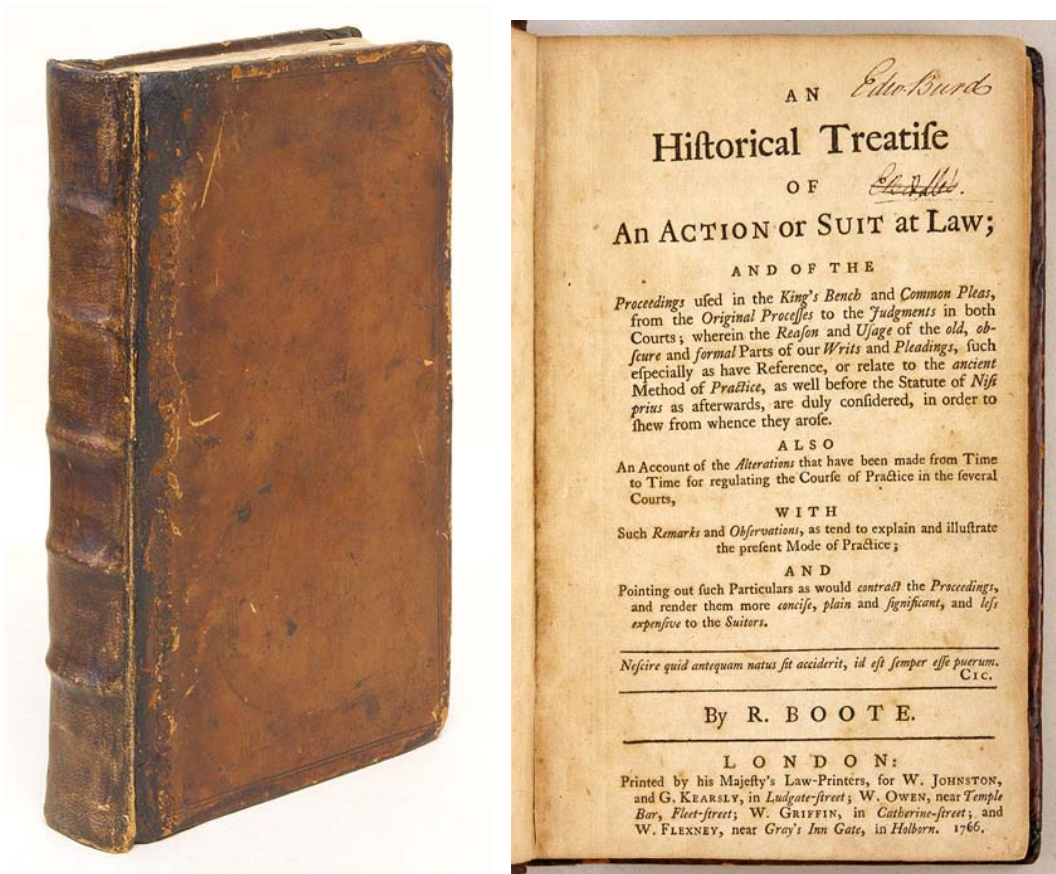 Edw Burd
AN
Hiſtorical Treatiſe
OF
An ACTION or SUIT at Law;
AND OF THE
Proceedings uſed in the King's Bench and Common Pleas,
from the Original Proceſſes to the Judgments in both
Courts; wherein the Reaſon and Uſage of the old, ob-
ſcure and formal Parts of our Writs and Pleadings, ſuch
eſpecially as have Reference, or relate to the ancient
Method of Practice, as well before the Statute of Niſi
prius as afterwards, are duly conſidered, in order to
ſhew from whence they aroſe.
ALSO
An Account of the Alterations that have been made from Time
to Time for regulating the Courſe of Practice in the ſeveral
Courts,
WITH
Such Remarks and Obſervations, as tend to explain and illuſtrate
the preſent Mode of Practice;
AND
Pointing out ſuch Particulars as would contract the Proceedings,
and render them more conciſe, plain and ſignificant, and leſs
expenſive to the Suitors.
Neſcire quid antequam natus ſit acciderit, id eſt ſemper eſſe puerum.
CIC.
By R. BOOTE.
LONDON:
Printed by his Majeſty's Law-Printers, for W. JOHNSTON,
and G. KEARSLY, in Ludgate-ſtreet; W. OWEN, near Temple
Bar, Fleet-ſtreet; W. GRIFFIN, in Catherine-ſtreet; and
W. FLEXNEY, near Gray's Inn Gate, in Holborn. 1766.